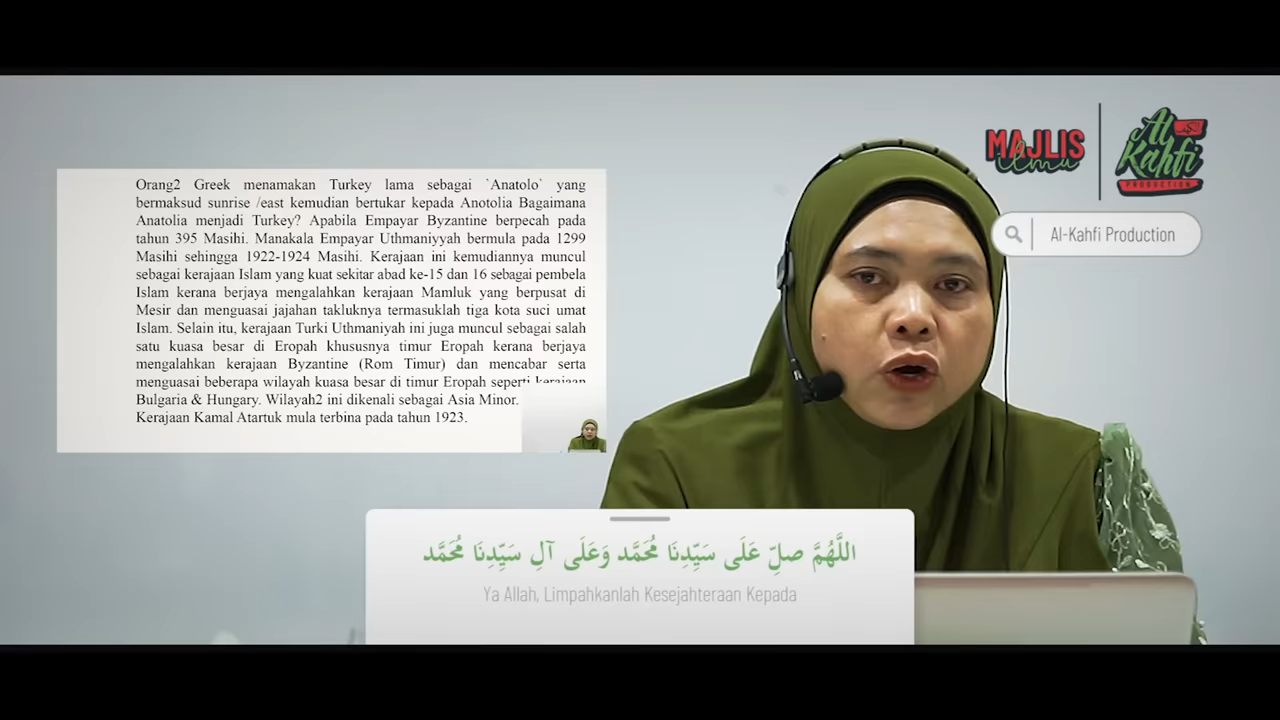 Orang2 Greek menamakan Turkey lama sebagai `Anatolo` yang
bermaksud sunrise /east kemudian bertukar kepada Anotolia Bagaimana
Anatolia menjadi Turkey? Apabila Empayar Byzantine berpecah pada
tahun 395 Masihi. Manakala Empayar Uthmaniyyah bermula pada 1299
Masihi sehingga 1922-1924 Masihi. Kerajaan ini kemudiannya muncul
sebagai kerajaan Islam yang kuat sekitar abad ke-15 dan 16 sebagai pembela
Islam kerana berjaya mengalahkan kerajaan Mamluk yang berpusat di
Mesir dan menguasai jajahan takluknya termasuklah tiga kota suci umat
Islam. Selain itu, kerajaan Turki Uthmaniyah ini juga muncul sebagai salah
satu kuasa besar di Eropah khususnya timur Eropah kerana berjaya
mengalahkan kerajaan Byzantine (Rom Timur) dan mencabar serta
menguasai beberapa wilayah kuasa besar di timur Eropah seperti kerajaan
Bulgaria & Hungary. Wilayah2 ini dikenali sebagai Asia Minor.
Kerajaan Kamal Atartuk mula terbina pada tahun 1923.
MAJLIS
ilmu
Al
Kahfi
PRODUCTION
Al-Kahfi Production
اللَّهُمَّ صلِّ عَلَى سَيِّدِنَا مُحَمَّد وَعَلَى آلِ سَيِّدِنَا مُحَمَّد
Ya Allah, Limpahkanlah Kesejahteraan Kepada